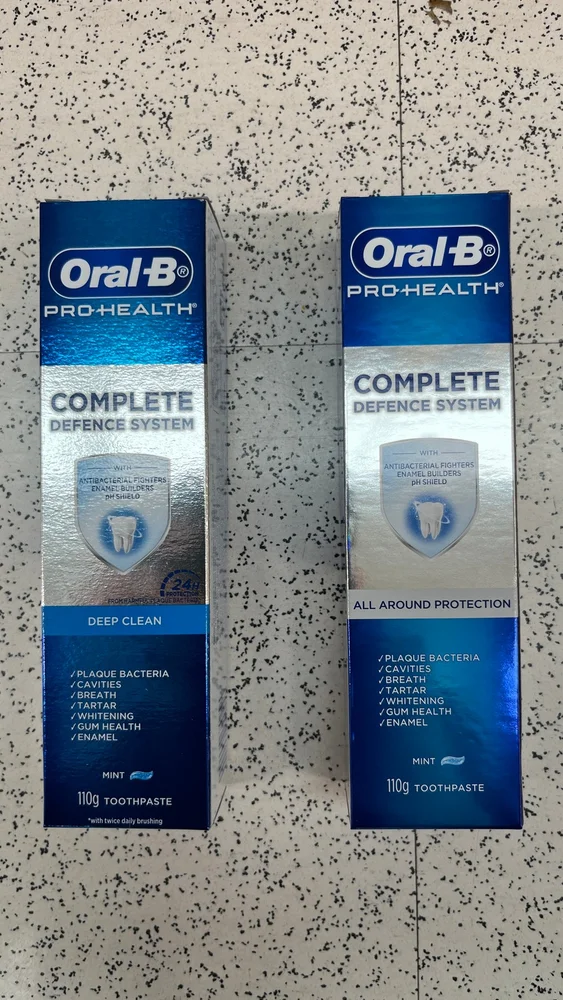 Oral-B®
PRO-HEALTH®
COMPLETE
DEFENCE SYSTEM
WITH
ANTIBACTERIAL FIGHTERS
ENAMEL BUILDERS
pH SHIELD
24H
PROTECTION
DEEP CLEAN
✓PLAQUE BACTERIA
✓CAVITIES
✓BREATH
✓TARTAR
✓WHITENING
✓GUM HEALTH
✓ENAMEL
MINT
110g TOOTHPASTE
*with twice daily brushing
Oral-B®
PRO-HEALTH®
COMPLETE
DEFENCE SYSTEM
WITH
ANTIBACTERIAL FIGHTERS
ENAMEL BUILDERS
pH SHIELD
ALL AROUND PROTECTION
✓PLAQUE BACTERIA
✓CAVITIES
✓BREATH
✓TARTAR
✓WHITENING
✓GUM HEALTH
✓ENAMEL
MINT
110g TOOTHPASTE